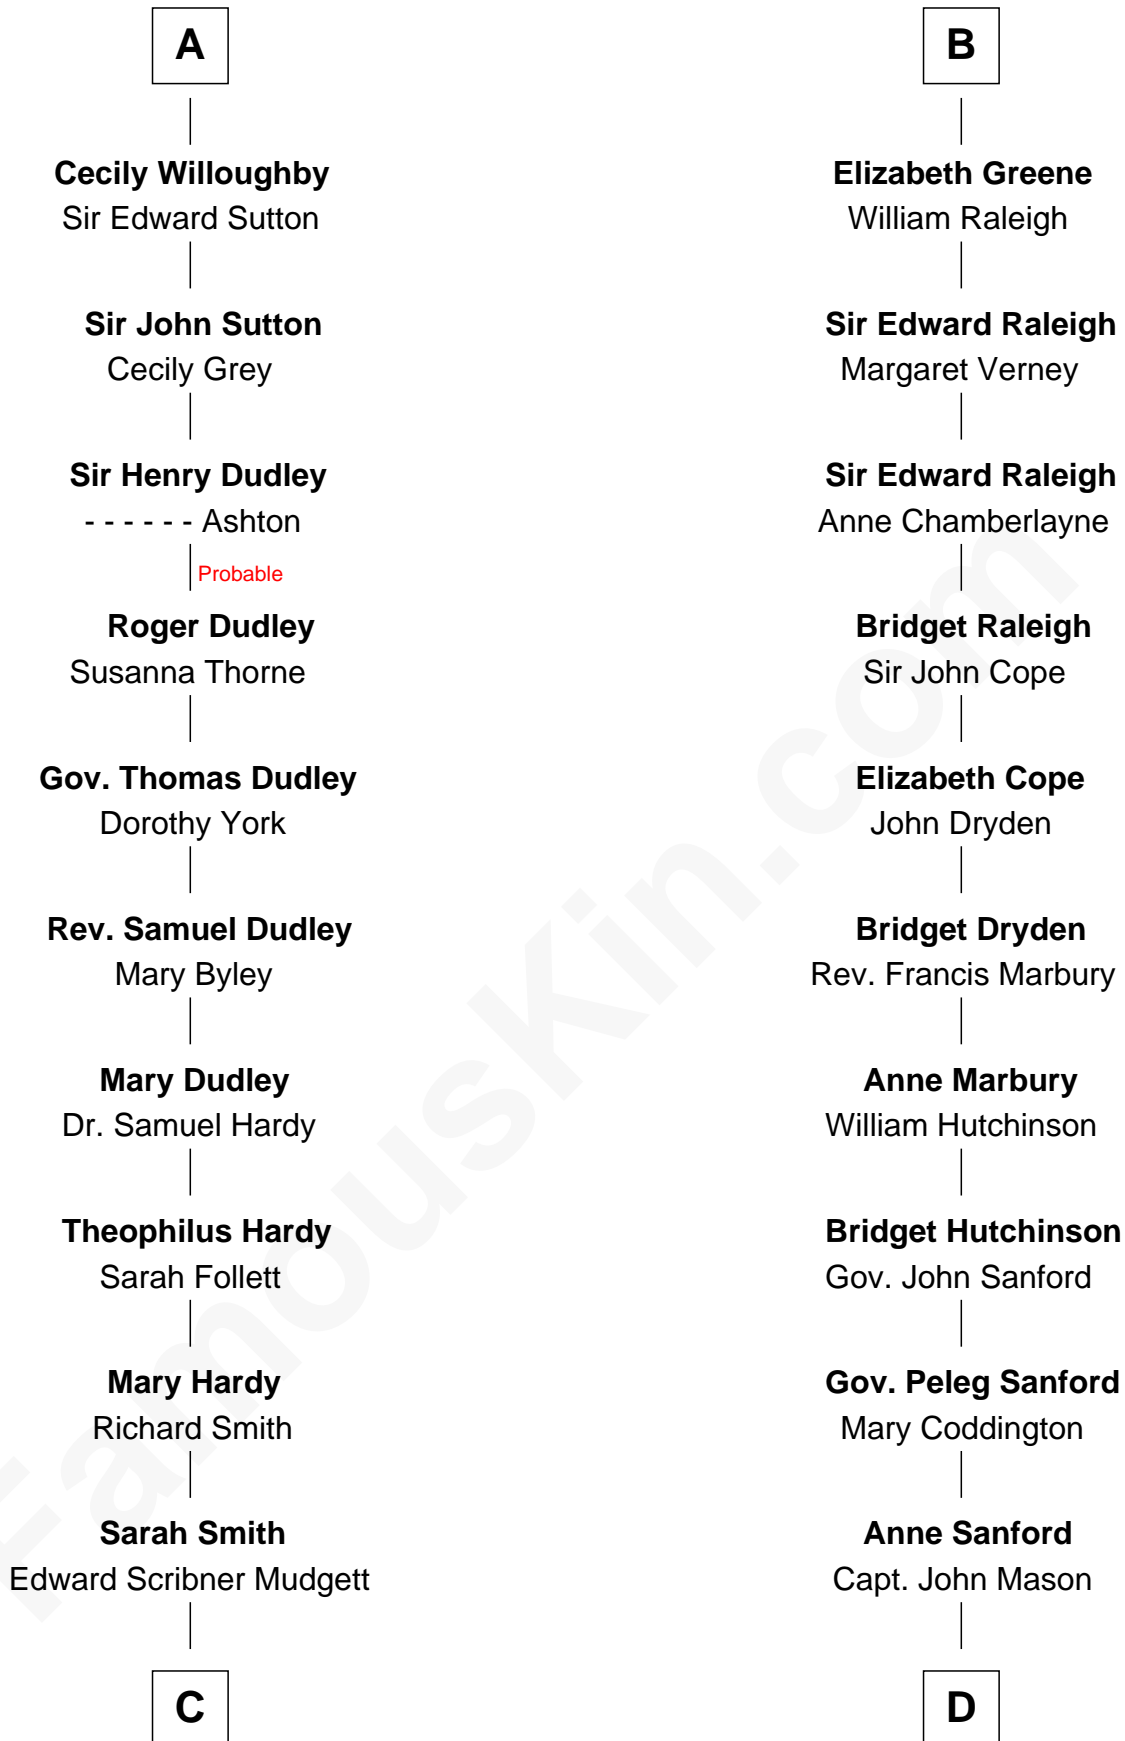 A
Cecily Willoughby
Sir Edward Sutton
Sir John Sutton
Cecily Grey
Sir Henry Dudley
- - - - - - Ashton
Probable
Roger Dudley
Susanna Thorne
Gov. Thomas Dudley
Dorothy York
Rev. Samuel Dudley
Mary Byley
Mary Dudley
Dr. Samuel Hardy
Theophilus Hardy
Sarah Follett
Mary Hardy
Richard Smith
Sarah Smith
Edward Scribner Mudgett
C
B
Elizabeth Greene
William Raleigh
Sir Edward Raleigh
Margaret Verney
Sir Edward Raleigh
Anne Chamberlayne
Bridget Raleigh
Sir John Cope
Elizabeth Cope
John Dryden
Bridget Dryden
Rev. Francis Marbury
Anne Marbury
William Hutchinson
Bridget Hutchinson
Gov. John Sanford
Gov. Peleg Sanford
Mary Coddington
Anne Sanford
Capt. John Mason
D
FamousKin.com